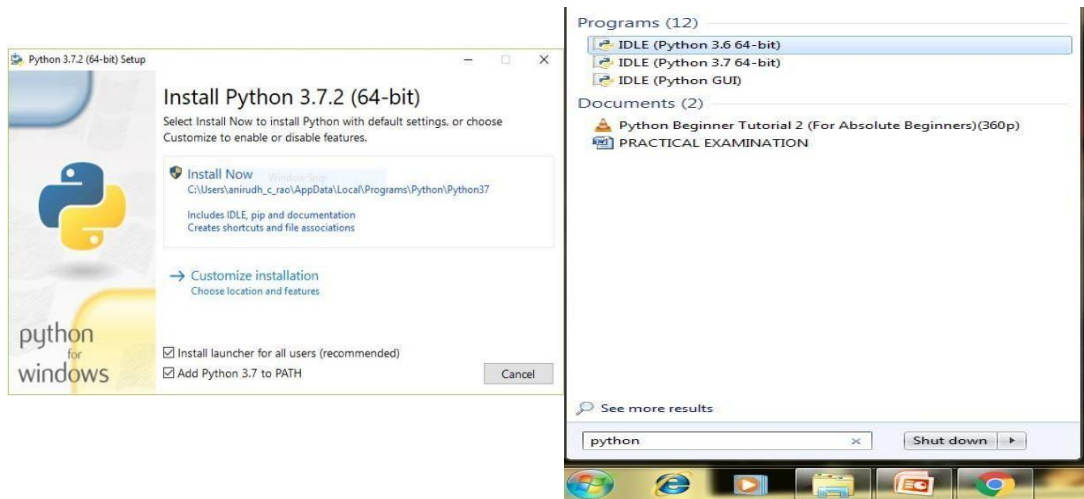 Python 3.7.2 (64-bit) Setup
Install Python 3.7.2 (64-bit)
Select Install Now to install Python with default settings, or choose
Customize to enable or disable features.
Install Now
Window Snip
C:\Users\anirudh_c_rao\AppData\Local\Programs\Python\Python37
Includes IDLE, pip and documentation
Creates shortcuts and file associations
Customize installation
Choose location and features
python
for
windows
Install launcher for all users (recommended)
Add Python 3.7 to PATH
Cancel
Programs (12)
IDLE (Python 3.6 64-bit)
IDLE (Python 3.7 64-bit)
IDLE (Python GUI)
Documents (2)
Python Beginner Tutorial 2 (For Absolute Beginners)(360p)
PRACTICAL EXAMINATION
See more results
python
Shut down